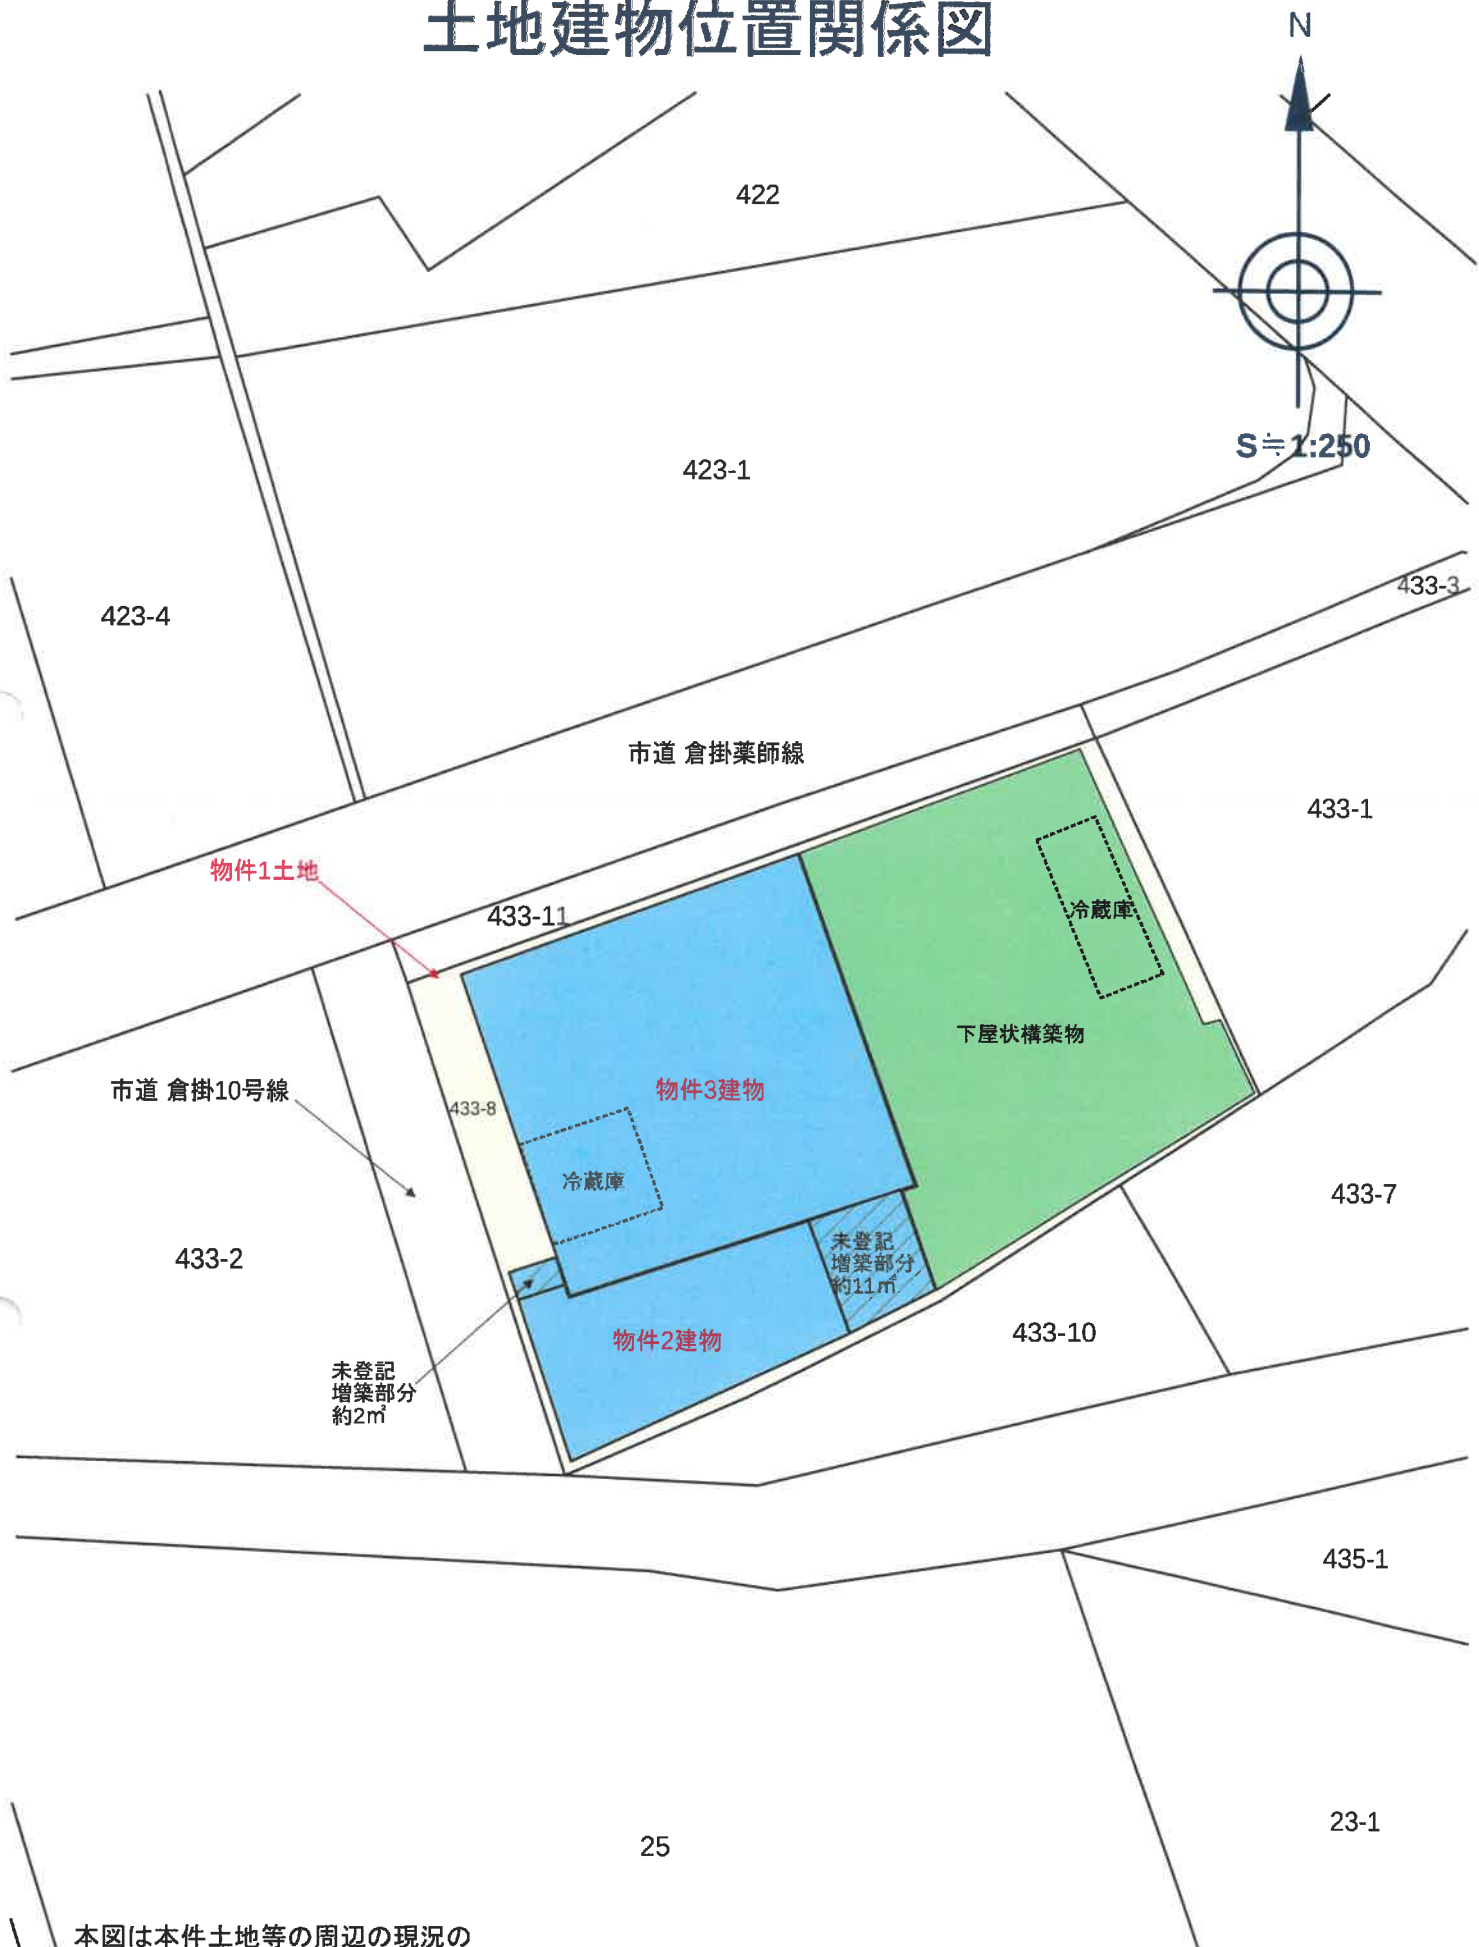 土地建物位置関係図
N
422
S≒1:250
423-1
433-3
423-4
市道 倉掛薬師線
433-1
物件1土地
433-11
冷蔵庫
下屋状構築物
市道 倉掛10号線
物件3建物
433-8
冷蔵庫
433-7
433-2
未登記
増築部分
約11㎡
433-10
物件2建物
未登記
増築部分
約2㎡
435-1
23-1
25
本図は本件土地等の周辺の現況の